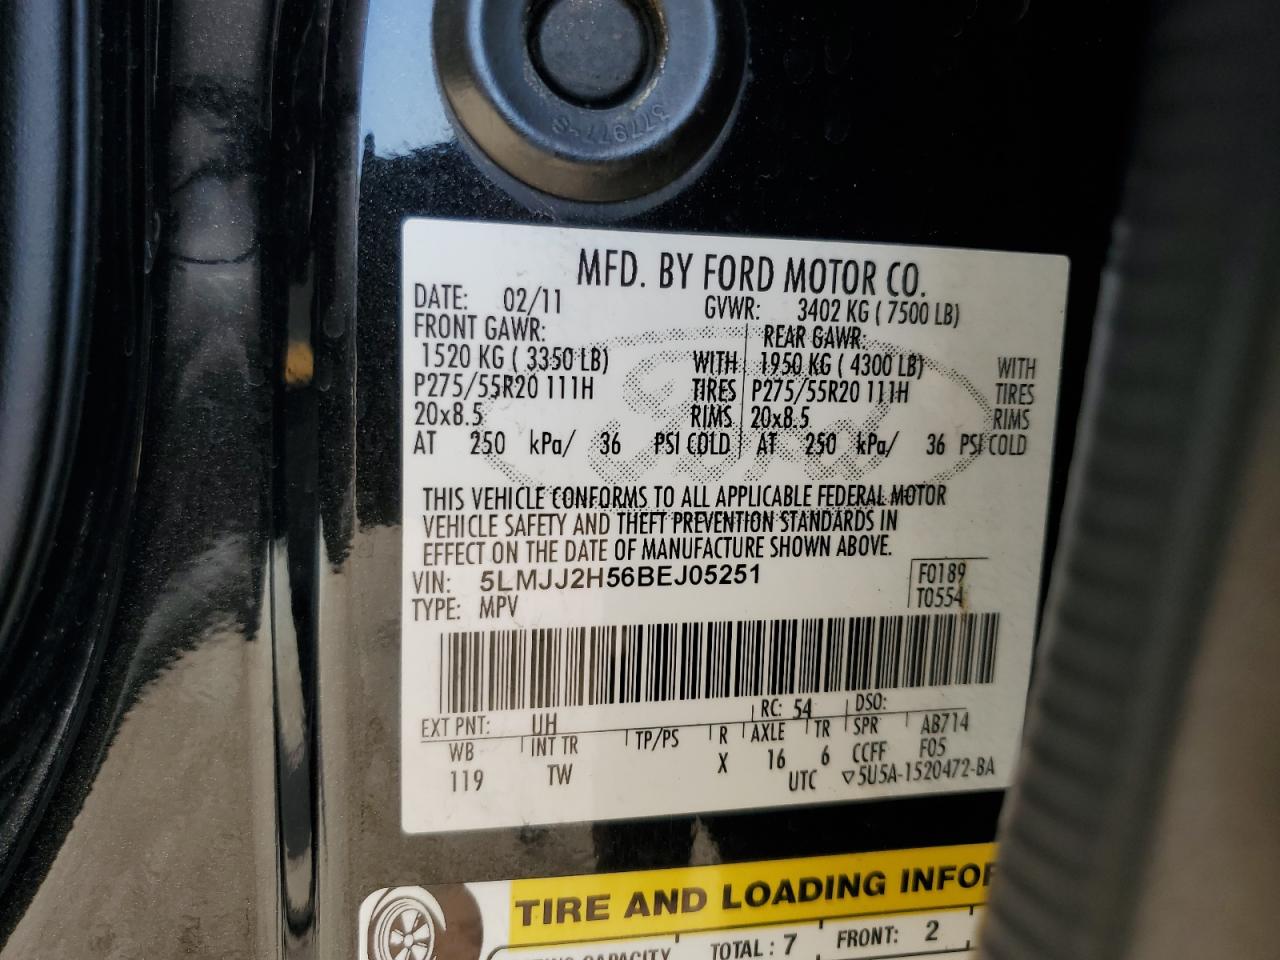 577977-S
MFD. BY FORD MOTOR CO.
DATE: 02/11 GVWR: 3402 KG ( 7500 LB)
FRONT GAWR: REAR GAWR:
1520 KG ( 3350 LB) WITH 1950 KG ( 4300 LB) WITH
P275/55R20 111H TIRES P275/55R20 111H TIRES
20x8.5 RIMS 20x8.5 RIMS
AT 250 kPa/ 36 PSI COLD AT 250 kPa/ 36 PSI COLD
Ford
THIS VEHICLE CONFORMS TO ALL APPLICABLE FEDERAL MOTOR
VEHICLE SAFETY AND THEFT PREVENTION STANDARDS IN
EFFECT ON THE DATE OF MANUFACTURE SHOWN ABOVE.
VIN: 5LMJJ2H56BEJ05251 F0189
TYPE: MPV T0554
EXT PNT: UH RC: 54 DSO:
WB INT TR TP/PS R AXLE TR SPR AB714
119 TW X 16 6 CCFF F05
UTC ▽5U5A-1520472-BA
TIRE AND LOADING INFOR
CAPACITY TOTAL : 7 FRONT: 2